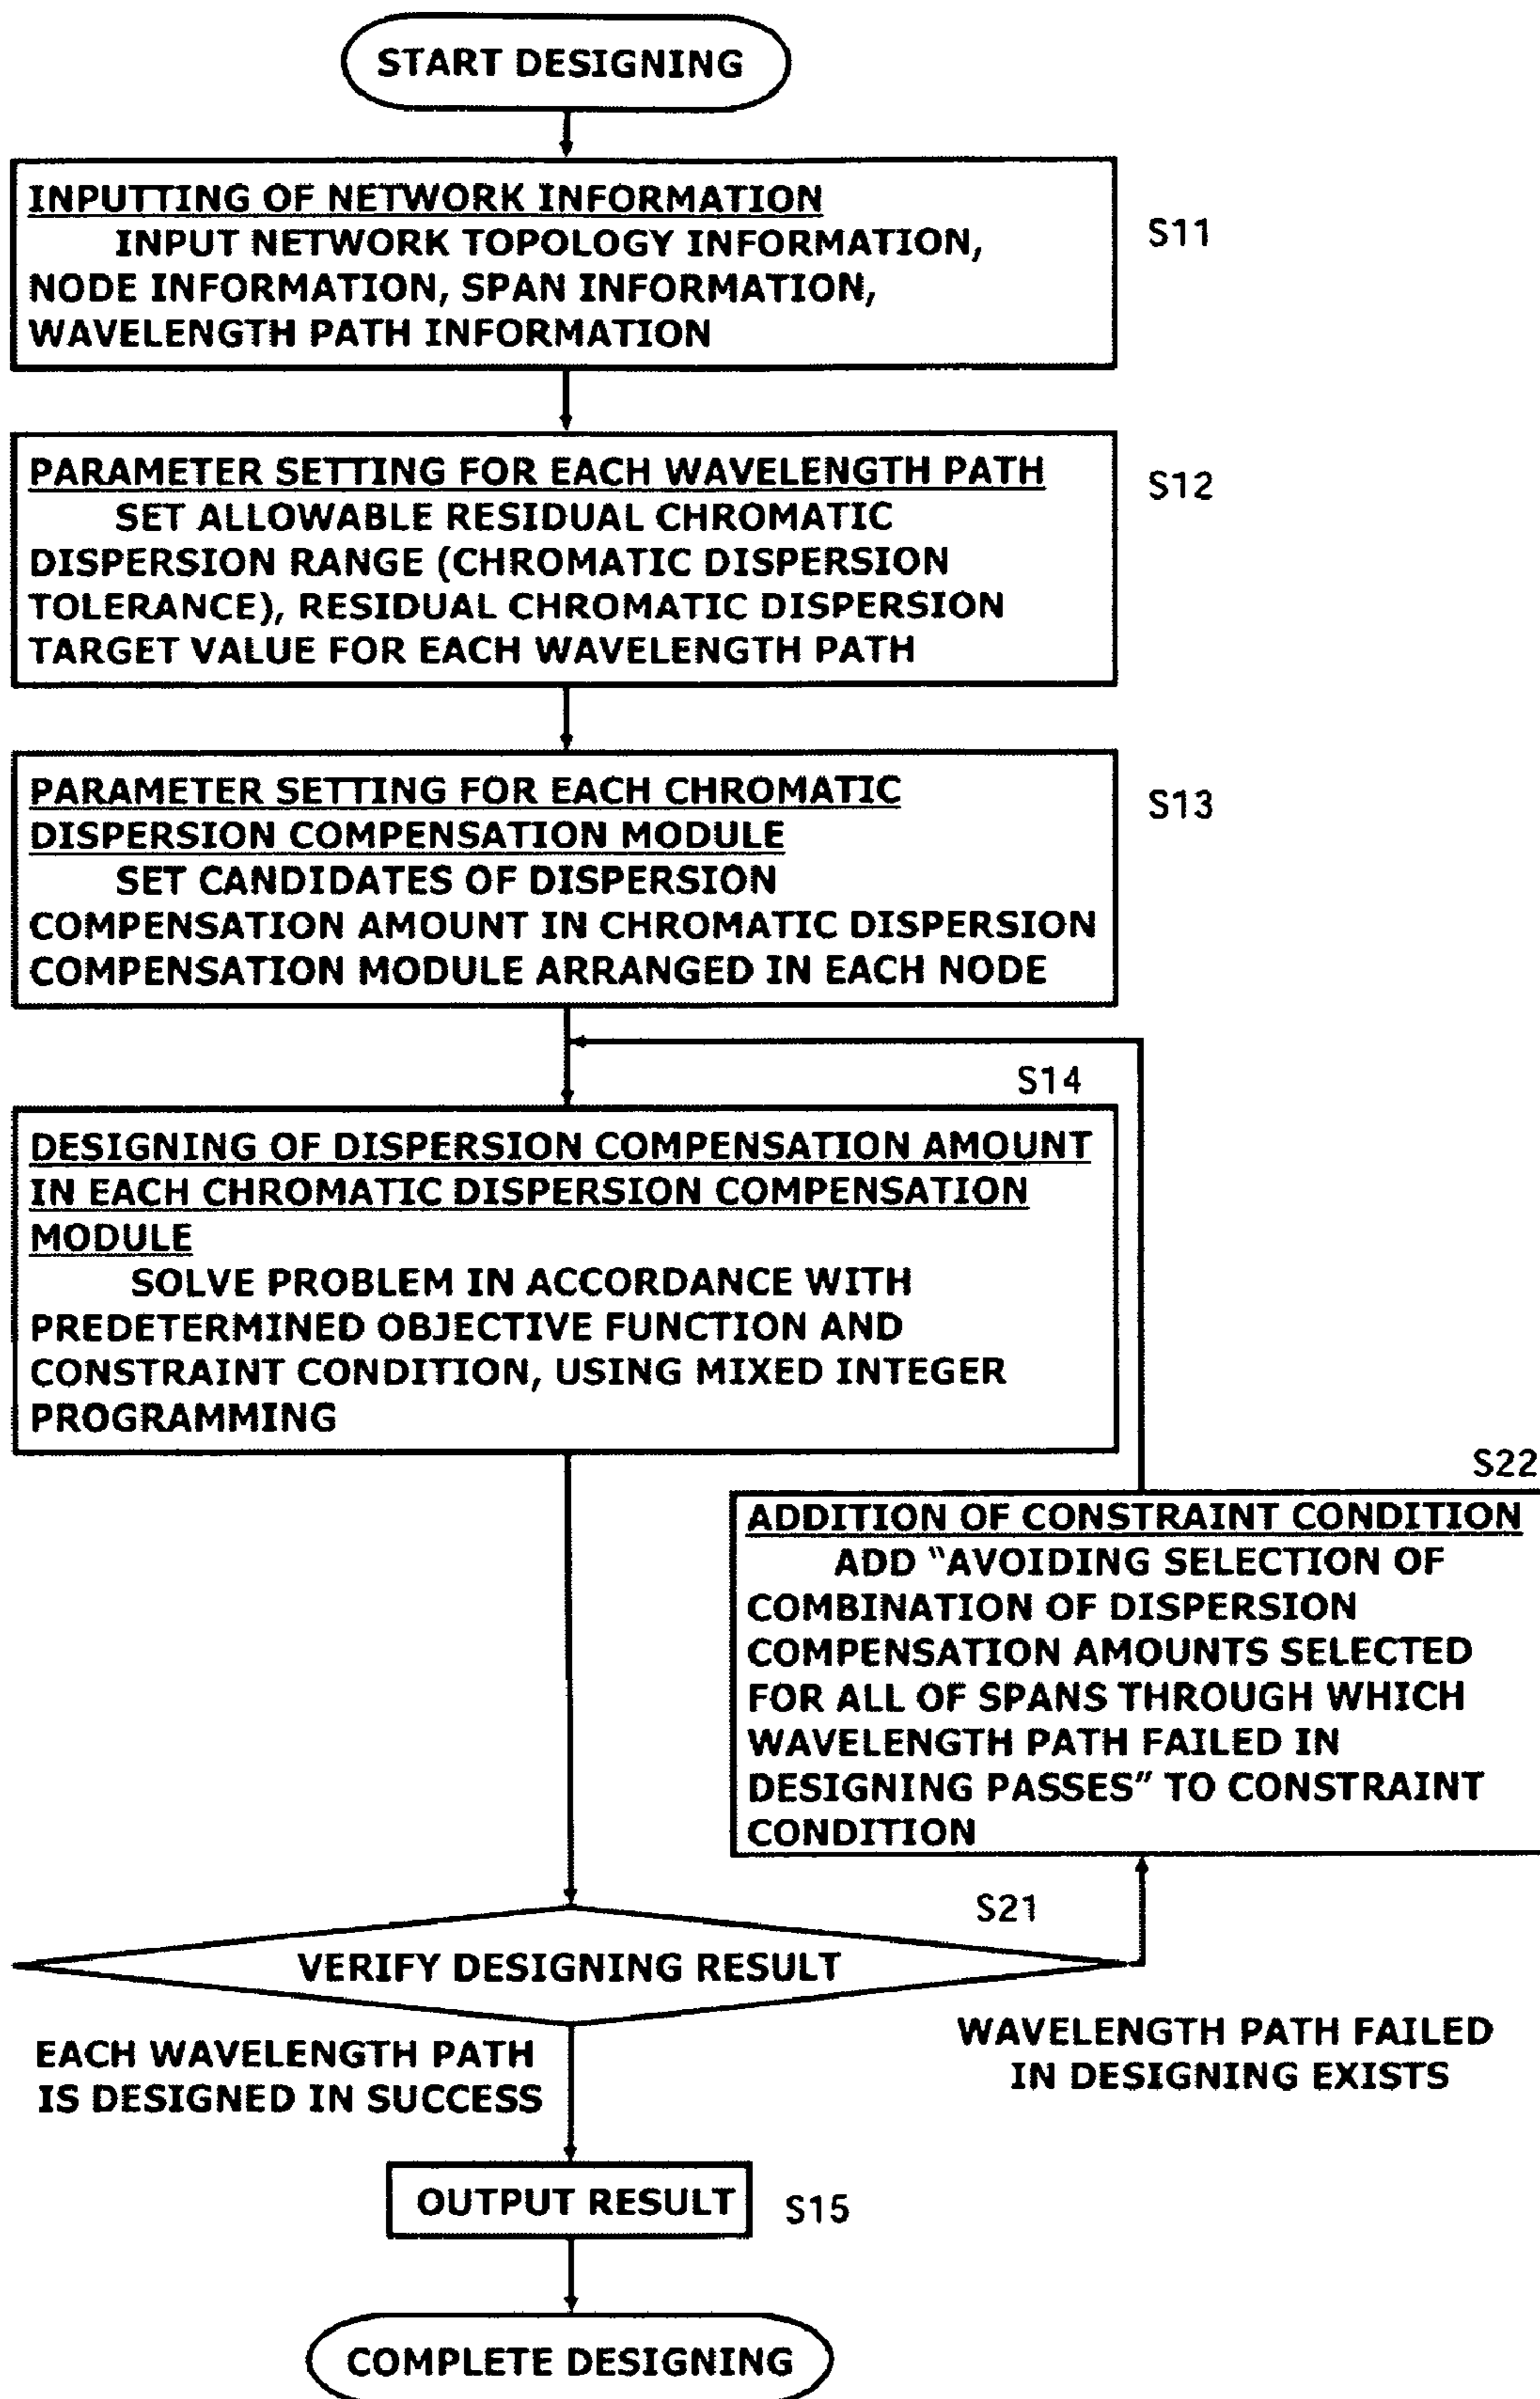 START DESIGNING
INPUTTING OF NETWORK INFORMATION
INPUT NETWORK TOPOLOGY INFORMATION,
NODE INFORMATION, SPAN INFORMATION,
WAVELENGTH PATH INFORMATION
S11
PARAMETER SETTING FOR EACH WAVELENGTH PATH
SET ALLOWABLE RESIDUAL CHROMATIC
DISPERSION RANGE (CHROMATIC DISPERSION
TOLERANCE), RESIDUAL CHROMATIC DISPERSION
TARGET VALUE FOR EACH WAVELENGTH PATH
S12
PARAMETER SETTING FOR EACH CHROMATIC
DISPERSION COMPENSATION MODULE
SET CANDIDATES OF DISPERSION
COMPENSATION AMOUNT IN CHROMATIC DISPERSION
COMPENSATION MODULE ARRANGED IN EACH NODE
S13
S14
DESIGNING OF DISPERSION COMPENSATION AMOUNT
IN EACH CHROMATIC DISPERSION COMPENSATION
MODULE
SOLVE PROBLEM IN ACCORDANCE WITH
PREDETERMINED OBJECTIVE FUNCTION AND
CONSTRAINT CONDITION, USING MIXED INTEGER
PROGRAMMING
S22
ADDITION OF CONSTRAINT CONDITION
ADD "AVOIDING SELECTION OF
COMBINATION OF DISPERSION
COMPENSATION AMOUNTS SELECTED
FOR ALL OF SPANS THROUGH WHICH
WAVELENGTH PATH FAILED IN
DESIGNING PASSES" TO CONSTRAINT
CONDITION
S21
VERIFY DESIGNING RESULT
WAVELENGTH PATH FAILED
IN DESIGNING EXISTS
EACH WAVELENGTH PATH
IS DESIGNED IN SUCCESS
OUTPUT RESULT
S15
COMPLETE DESIGNING